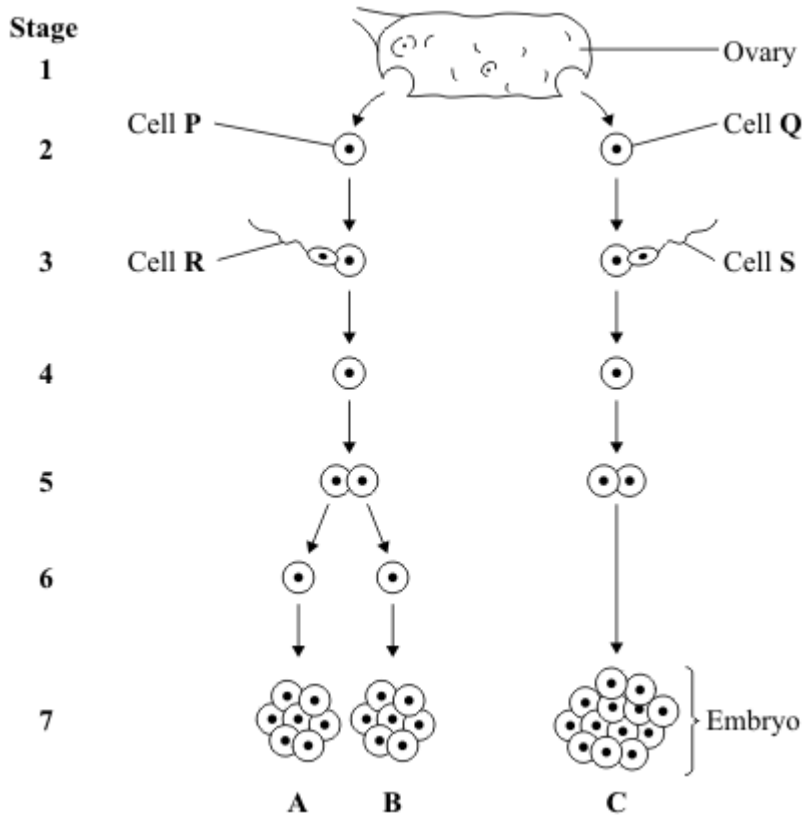 Stage
1
Ovary
Cell P
2
Cell Q
Cell R
3
Cell S
4
5
6
7
Embryo
A B C